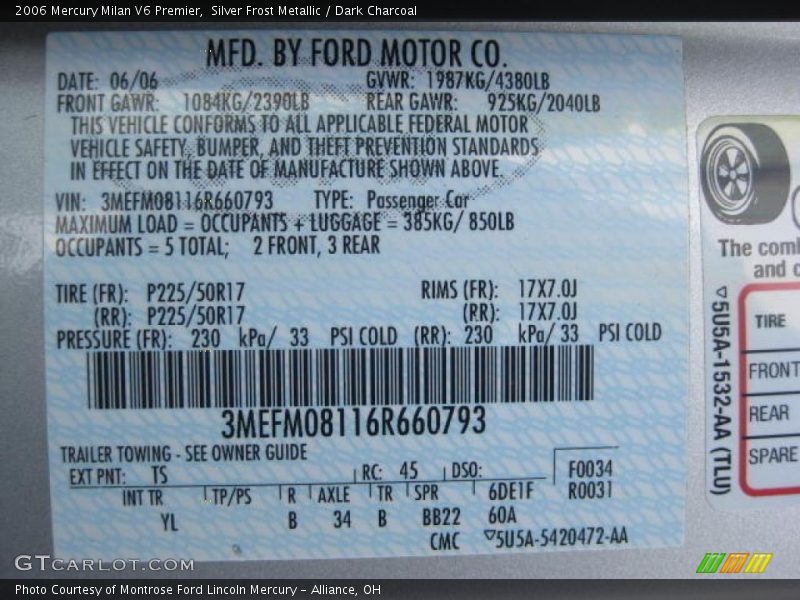 2006 Mercury Milan V6 Premier,  Silver Frost Metallic / Dark Charcoal
MFD. BY FORD MOTOR CO.
DATE: 06/06 GVWR: 1987KG/4380LB
FRONT GAWR: 1084KG/2390LB REAR GAWR: 925KG/2040LB
THIS VEHICLE CONFORMS TO ALL APPLICABLE FEDERAL MOTOR
VEHICLE SAFETY, BUMPER, AND THEFT PREVENTION STANDARDS
IN EFFECT ON THE DATE OF MANUFACTURE SHOWN ABOVE.
VIN: 3MEFM08116R660793 TYPE: Passenger Car
MAXIMUM LOAD = OCCUPANTS + LUGGAGE = 385KG/ 850LB
OCCUPANTS = 5 TOTAL; 2 FRONT, 3 REAR
TIRE (FR): P225/50R17 RIMS (FR): 17X7.0J
(RR): P225/50R17 (RR): 17X7.0J
PRESSURE (FR): 230 kPa/ 33 PSI COLD (RR): 230 kPa/ 33 PSI COLD
3MEFM08116R660793
TRAILER TOWING - SEE OWNER GUIDE
EXT PNT: TS RC: 45 DSO: F0034
INT TR TP/PS R AXLE TR SPR 6DE1F R0031
YL B 34 B BB22 60A
CMC 5U5A-5420472-AA
The comb
and c
5U5A-1532-AA (TLU)
TIRE
FRONT
REAR
SPARE
GTCARLOT.COM
Photo Courtesy of Montrose Ford Lincoln Mercury – Alliance, OH